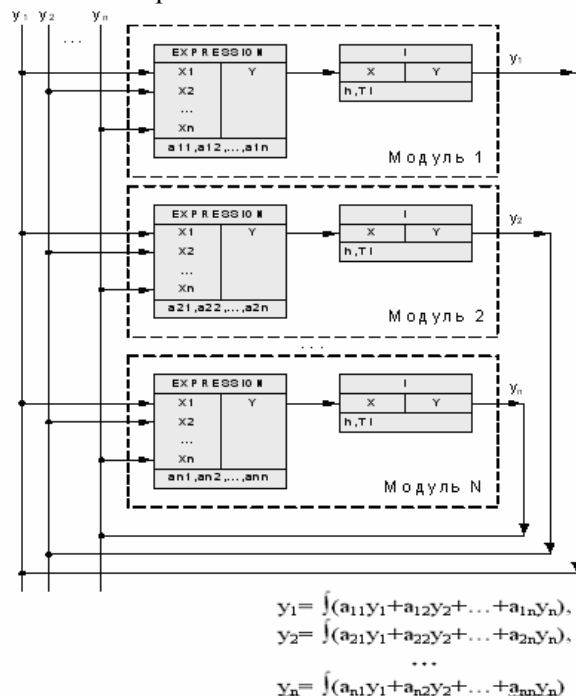 y₁ y₂ yₙ
...
EXPRESSION
X1 Y
X2
...
Xn
a11,a12,...,a1n
I
X Y
h,TI
y₁
Модуль 1
EXPRESSION
X1 Y
X2
...
Xn
a21,a22,...,a2n
I
X Y
h,TI
y₂
Модуль 2
...
EXPRESSION
X1 Y
X2
...
Xn
an1,an2,...,ann
I
X Y
h,TI
yₙ
Модуль N
y₁= ∫(a₁₁y₁+a₁₂y₂+...+a₁ₙyₙ),
y₂= ∫(a₂₁y₁+a₂₂y₂+...+a₂ₙyₙ),
...
yₙ= ∫(aₙ₁y₁+aₙ₂y₂+...+aₙₙyₙ)